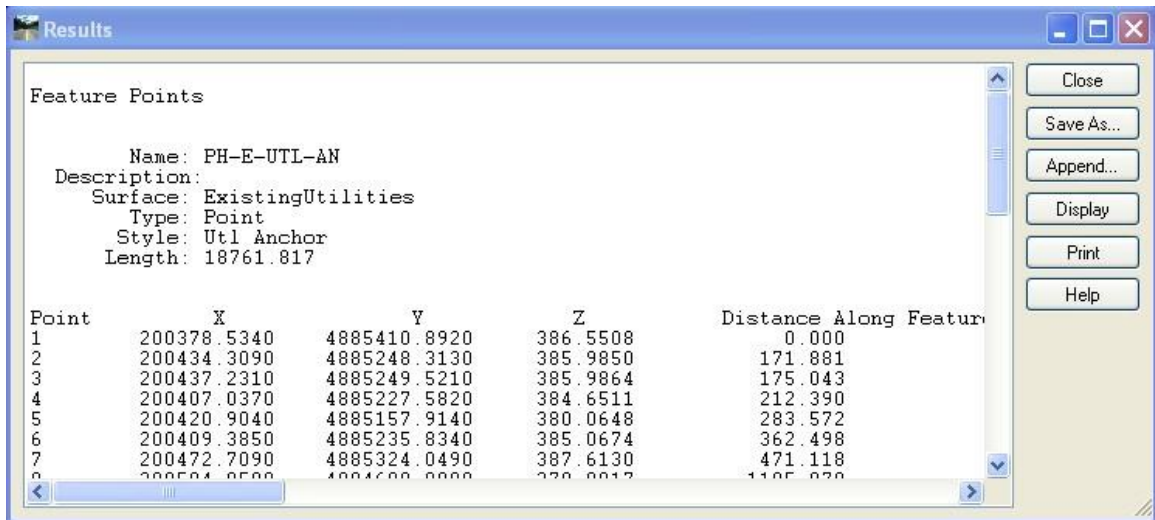 Results
Feature Points
Name: PH-E-UTL-AN
Description:
Surface: ExistingUtilities
Type: Point
Style: Utl Anchor
Length: 18761.817
Point X Y Z Distance Along Featur
1 200378.5340 4885410.8920 386.5508 0.000
2 200434.3090 4885248.3130 385.9850 171.881
3 200437.2310 4885249.5210 385.9864 175.043
4 200407.0370 4885227.5820 384.6511 212.390
5 200420.9040 4885157.9140 380.0648 283.572
6 200409.3850 4885235.8340 385.0674 362.498
7 200472.7090 4885324.0490 387.6130 471.118
Close
Save As...
Append...
Display
Print
Help